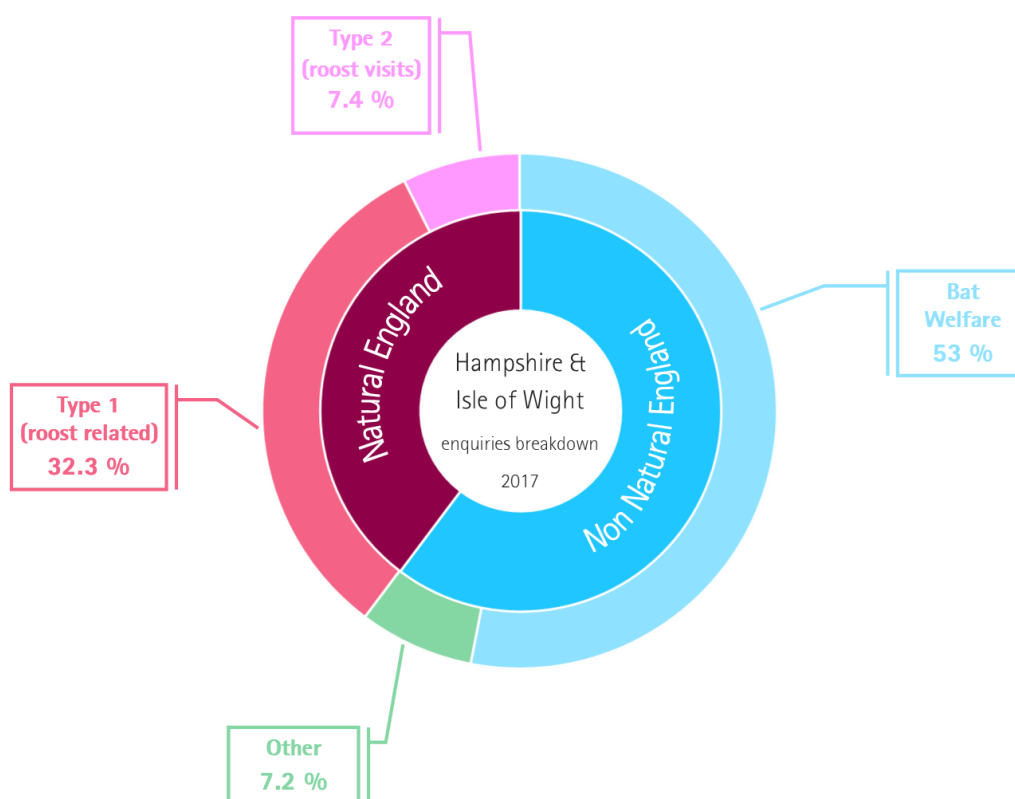 Type 2
(roost visits)
7.4 %
Bat
Welfare
53 %
Natural England
Non Natural England
Hampshire &
Isle of Wight
enquiries breakdown
2017
Type 1
(roost related)
32.3 %
Other
7.2 %